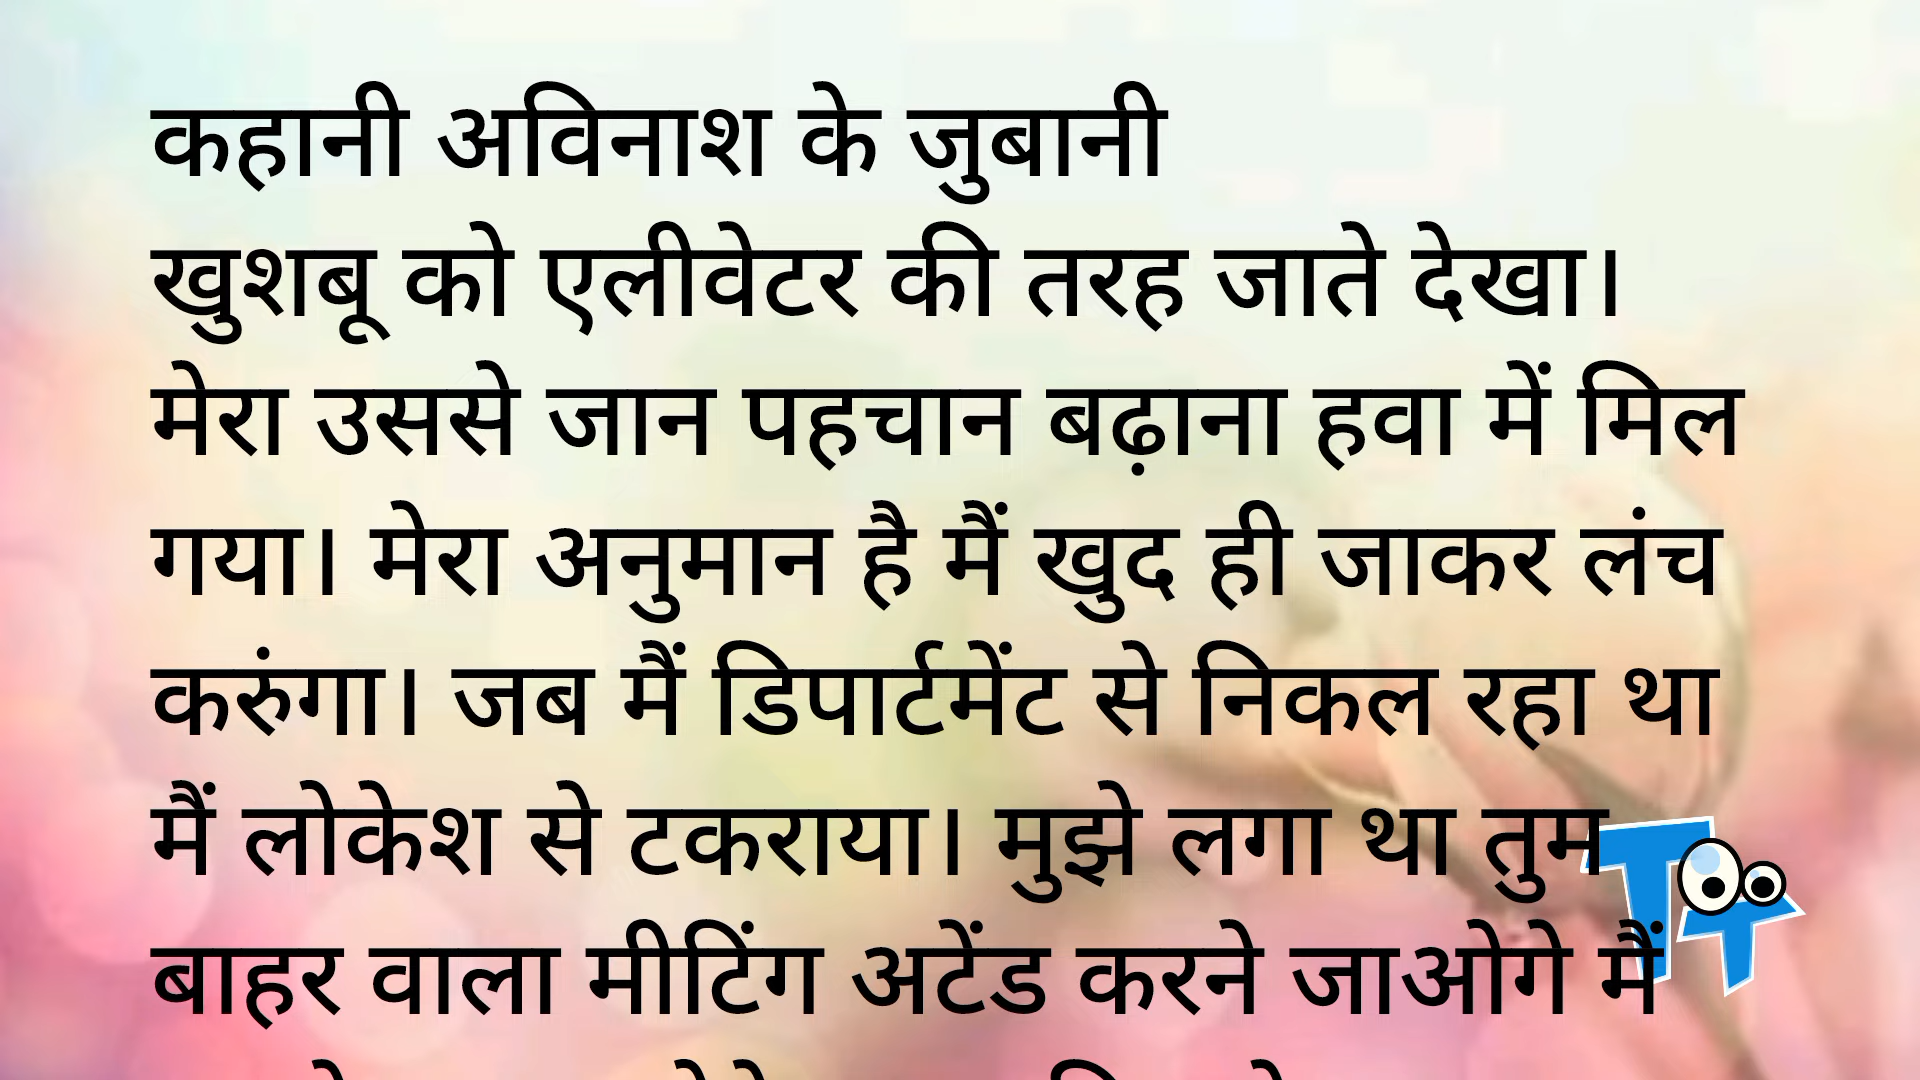 कहानी अविनाश के जुबानी
खुशबू को एलीवेटर की तरह जाते देखा।
मेरा उससे जान पहचान बढ़ाना हवा में मिल
गया। मेरा अनुमान है मैं खुद ही जाकर लंच
करुंगा। जब मैं डिपार्टमेंट से निकल रहा था
मैं लोकेश से टकराया। मुझे लगा था तुम
बाहर वाला मीटिंग अटेंड करने जाओगे मैं
TY